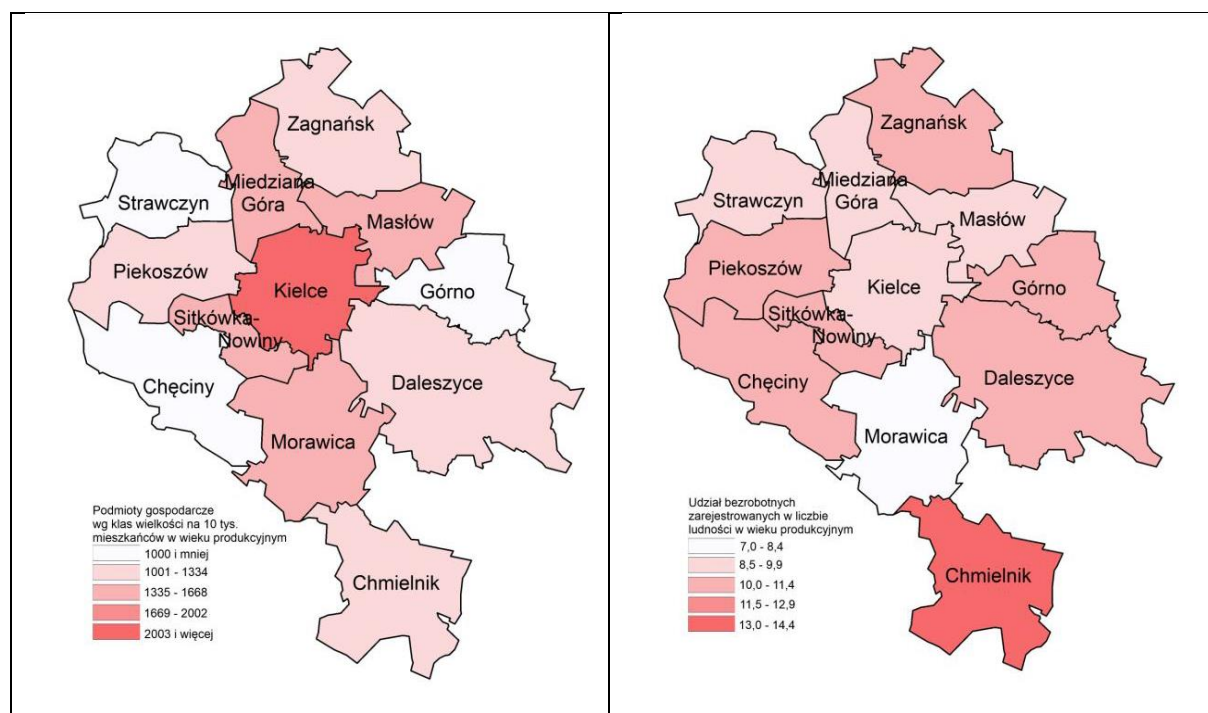 Zagnańsk
Miedziana
Góra
Strawczyn
Masłów
Piekoszów
Kielce
Górno
Sitkówka-
Nowiny
Chęciny
Daleszyce
Morawica
Chmielnik
Podmioty gospodarcze
wg klas wielkości na 10 tys.
mieszkańców w wieku produkcyjnym
1000 i mniej
1001 - 1334
1335 - 1668
1669 - 2002
2003 i więcej
Zagnańsk
Miedziana
Góra
Strawczyn
Masłów
Piekoszów
Kielce
Górno
Sitkówka-
Nowiny
Chęciny
Daleszyce
Morawica
Chmielnik
Udział bezrobotnych
zarejestrowanych w liczbie
ludności w wieku produkcyjnym
7,0 - 8,4
8,5 - 9,9
10,0 - 11,4
11,5 - 12,9
13,0 - 14,4